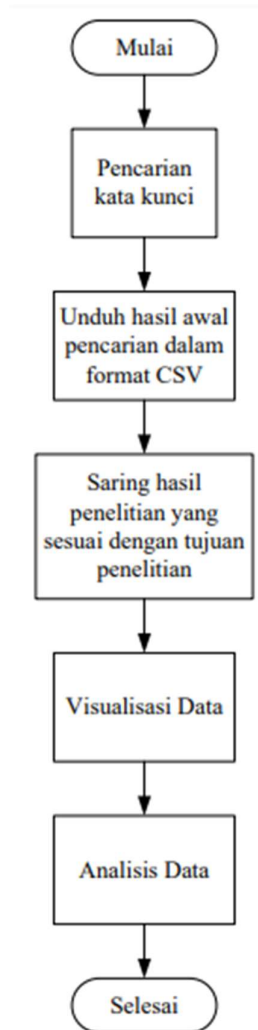 Mulai
Pencarian
kata kunci
Unduh hasil awal
pencarian dalam
format CSV
Saring hasil
penelitian yang
sesuai dengan tujuan
penelitian
Visualisasi Data
Analisis Data
Selesai